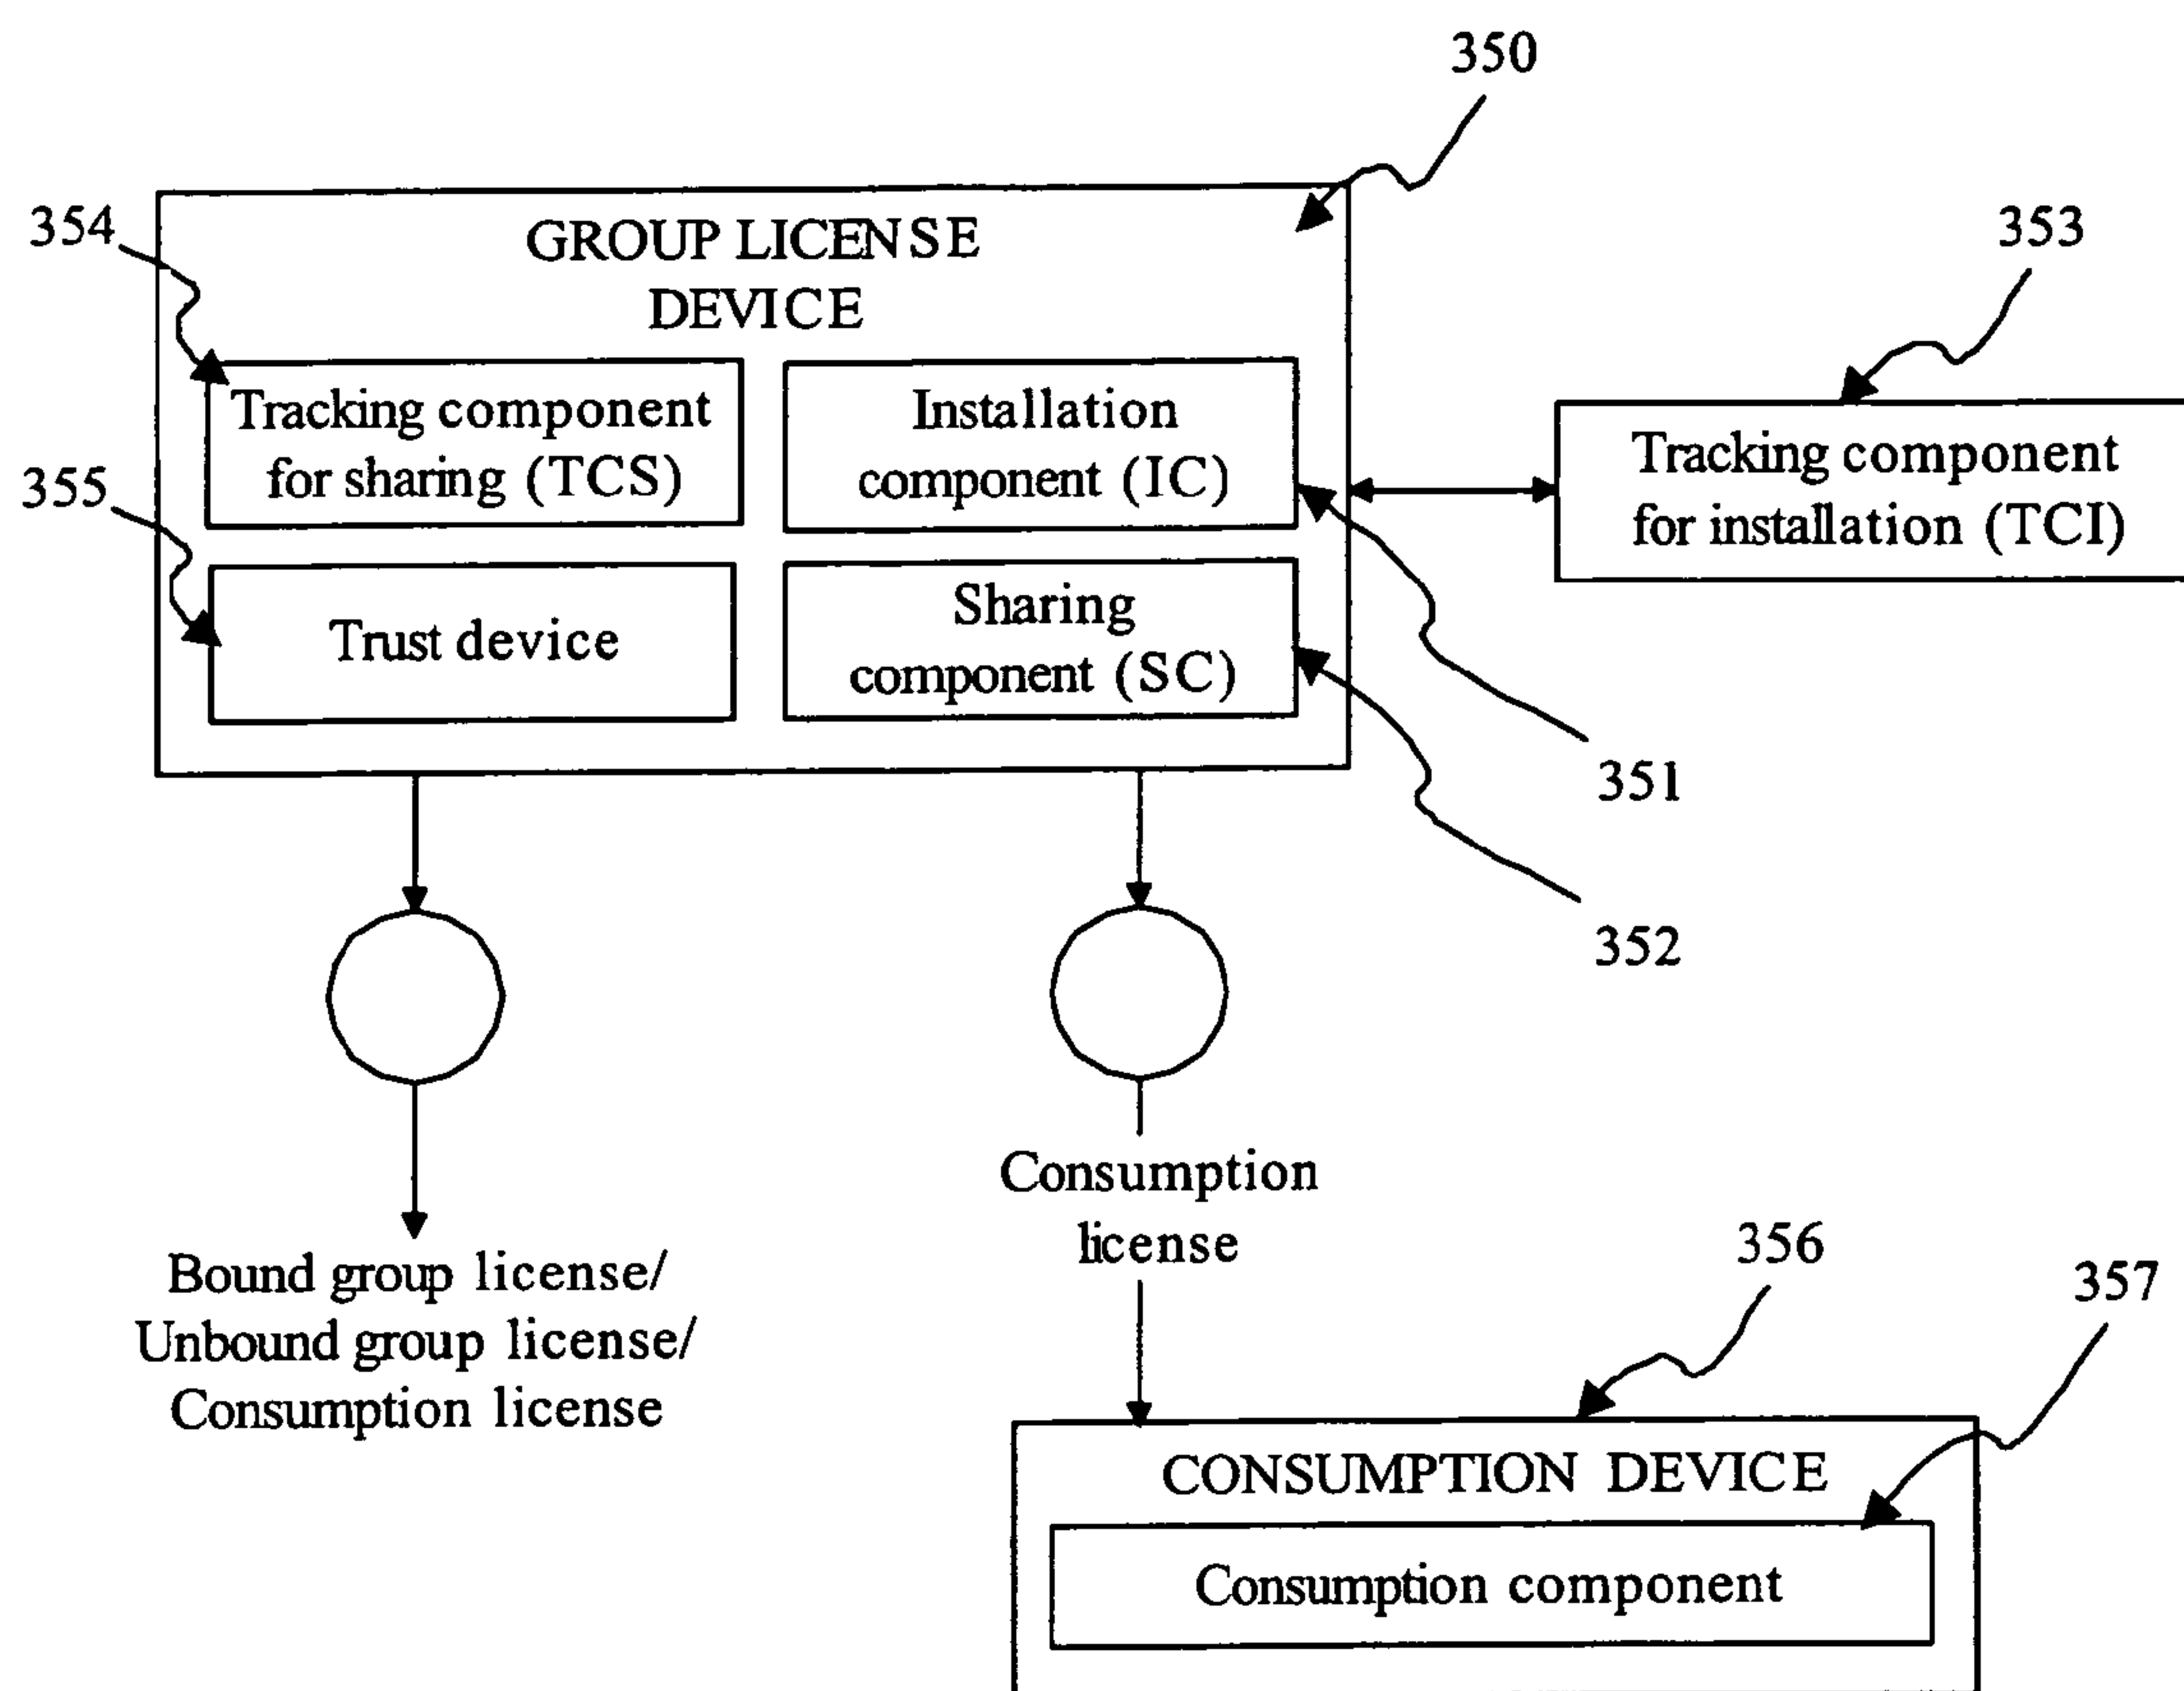 350
354
GROUP LICENSE
DEVICE
353
Tracking component
for sharing (TCS)
Installation
component (IC)
Tracking component
for installation (TCI)
355
Trust device
Sharing
component (SC)
351
352
Consumption
license
Bound group license/
Unbound group license/
Consumption license
356
357
CONSUMPTION DEVICE
Consumption component